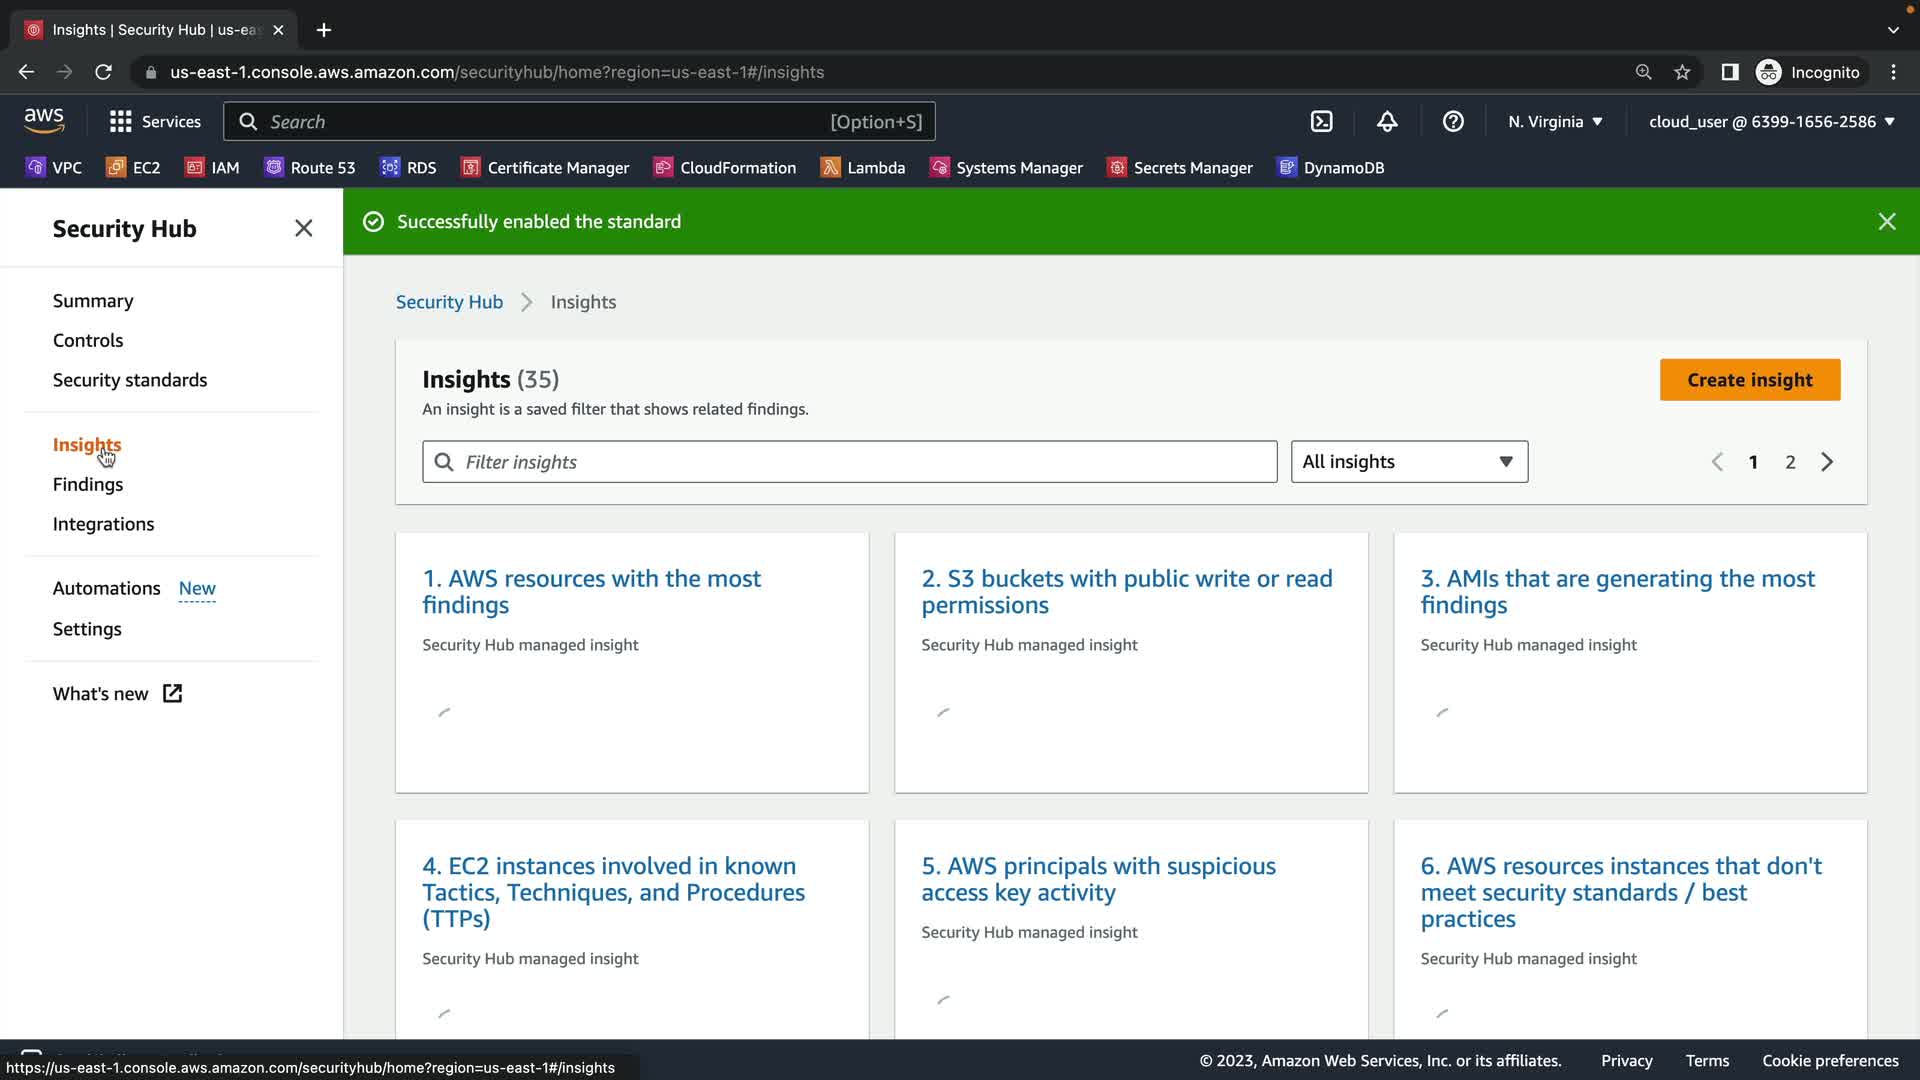 Insights | Security Hub | us-eas
us-east-1.console.aws.amazon.com/securityhub/home?region=us-east-1#/insights
Incognito
aws
Services
Search
[Option+S]
N. Virginia
cloud_user @ 6399-1656-2586
VPC
EC2
IAM
Route 53
RDS
Certificate Manager
CloudFormation
Lambda
Systems Manager
Secrets Manager
DynamoDB
Security Hub
Summary
Controls
Security standards
Insights
Findings
Integrations
Automations New
Settings
What's new
Successfully enabled the standard
Security Hub
Insights
Insights (35)
An insight is a saved filter that shows related findings.
Create insight
Filter insights
All insights
1 2
1. AWS resources with the most
findings
Security Hub managed insight
2. S3 buckets with public write or read
permissions
Security Hub managed insight
3. AMIs that are generating the most
findings
Security Hub managed insight
4. EC2 instances involved in known
Tactics, Techniques, and Procedures
(TTPs)
Security Hub managed insight
5. AWS principals with suspicious
access key activity
Security Hub managed insight
6. AWS resources instances that don't
meet security standards / best
practices
Security Hub managed insight
https://us-east-1.console.aws.amazon.com/securityhub/home?region=us-east-1#/insights
© 2023, Amazon Web Services, Inc. or its affiliates.
Privacy
Terms
Cookie preferences